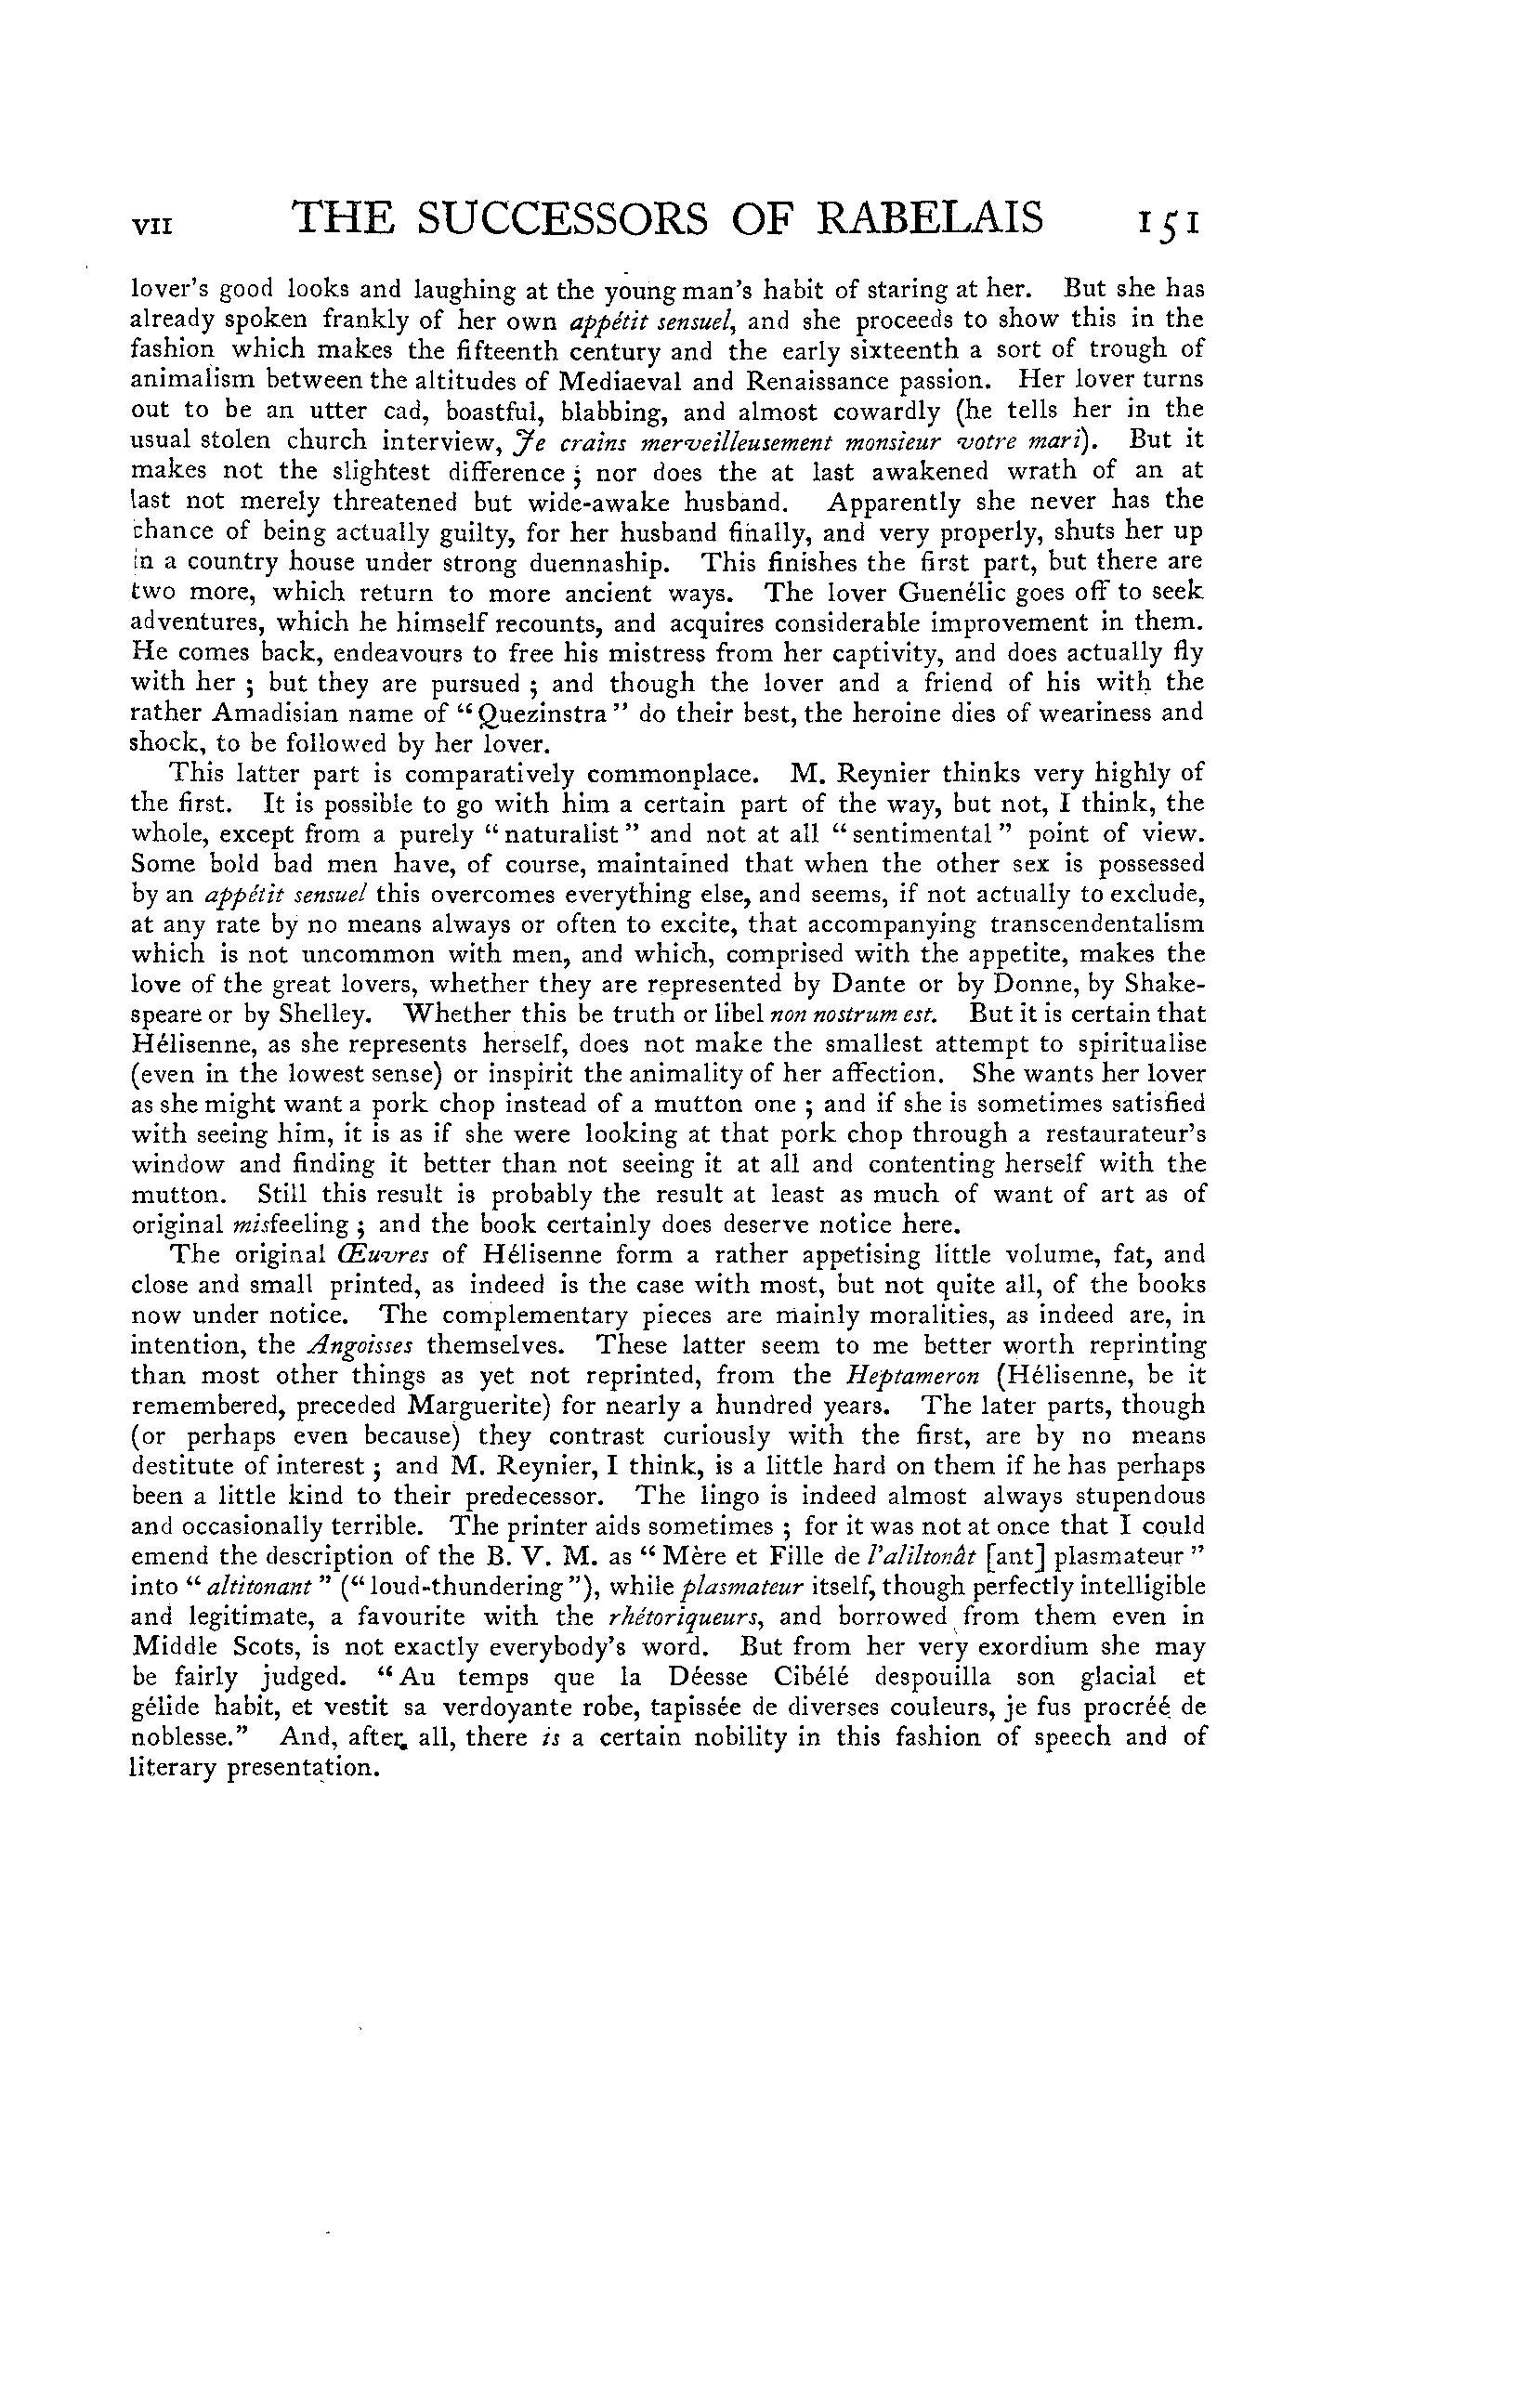 VII THE SUCCESSORS OF RABELAIS 151
lover's good looks and laughing at the young man's habit of staring at her. But she has
already spoken frankly of her own appétit sensuel, and she proceeds to show this in the
fashion which makes the fifteenth century and the early sixteenth a sort of trough of
animalism between the altitudes of Mediaeval and Renaissance passion. Her lover turns
out to be an utter cad, boastful, blabbing, and almost cowardly (he tells her in the
usual stolen church interview, Je crains merveilleusement monsieur votre mari). But it
makes not the slightest difference ; nor does the at last awakened wrath of an at
last not merely threatened but wide-awake husband. Apparently she never has the
chance of being actually guilty, for her husband finally, and very properly, shuts her up
in a country house under strong duennaship. This finishes the first part, but there are
two more, which return to more ancient ways. The lover Guenélic goes off to seek
adventures, which he himself recounts, and acquires considerable improvement in them.
He comes back, endeavours to free his mistress from her captivity, and does actually fly
with her ; but they are pursued ; and though the lover and a friend of his with the
rather Amadisian name of "Quezinstra" do their best, the heroine dies of weariness and
shock, to be followed by her lover.
This latter part is comparatively commonplace. M. Reynier thinks very highly of
the first. It is possible to go with him a certain part of the way, but not, I think, the
whole, except from a purely "naturalist" and not at all "sentimental" point of view.
Some bold bad men have, of course, maintained that when the other sex is possessed
by an appétit sensuel this overcomes everything else, and seems, if not actually to exclude,
at any rate by no means always or often to excite, that accompanying transcendentalism
which is not uncommon with men, and which, comprised with the appetite, makes the
love of the great lovers, whether they are represented by Dante or by Donne, by Shake-
speare or by Shelley. Whether this be truth or libel non nostrum est. But it is certain that
Hélisenne, as she represents herself, does not make the smallest attempt to spiritualise
(even in the lowest sense) or inspirit the animality of her affection. She wants her lover
as she might want a pork chop instead of a mutton one ; and if she is sometimes satisfied
with seeing him, it is as if she were looking at that pork chop through a restaurateur's
window and finding it better than not seeing it at all and contenting herself with the
mutton. Still this result is probably the result at least as much of want of art as of
original misfeeling ; and the book certainly does deserve notice here.
The original Œuvres of Hélisenne form a rather appetising little volume, fat, and
close and small printed, as indeed is the case with most, but not quite all, of the books
now under notice. The complementary pieces are mainly moralities, as indeed are, in
intention, the Angoisses themselves. These latter seem to me better worth reprinting
than most other things as yet not reprinted, from the Heptameron (Hélisenne, be it
remembered, preceded Marguerite) for nearly a hundred years. The later parts, though
(or perhaps even because) they contrast curiously with the first, are by no means
destitute of interest ; and M. Reynier, I think, is a little hard on them if he has perhaps
been a little kind to their predecessor. The lingo is indeed almost always stupendous
and occasionally terrible. The printer aids sometimes ; for it was not at once that I could
emend the description of the B. V. M. as "Mère et Fille de l'aliltonât [ant] plasmateur"
into "altitonant" ("loud-thundering"), while plasmateur itself, though perfectly intelligible
and legitimate, a favourite with the rhétoriqueurs, and borrowed from them even in
Middle Scots, is not exactly everybody's word. But from her very exordium she may
be fairly judged. "Au temps que la Déesse Cibélé despouilla son glacial et
gélide habit, et vestit sa verdoyante robe, tapissée de diverses couleurs, je fus procréé de
noblesse." And, after all, there is a certain nobility in this fashion of speech and of
literary presentation.